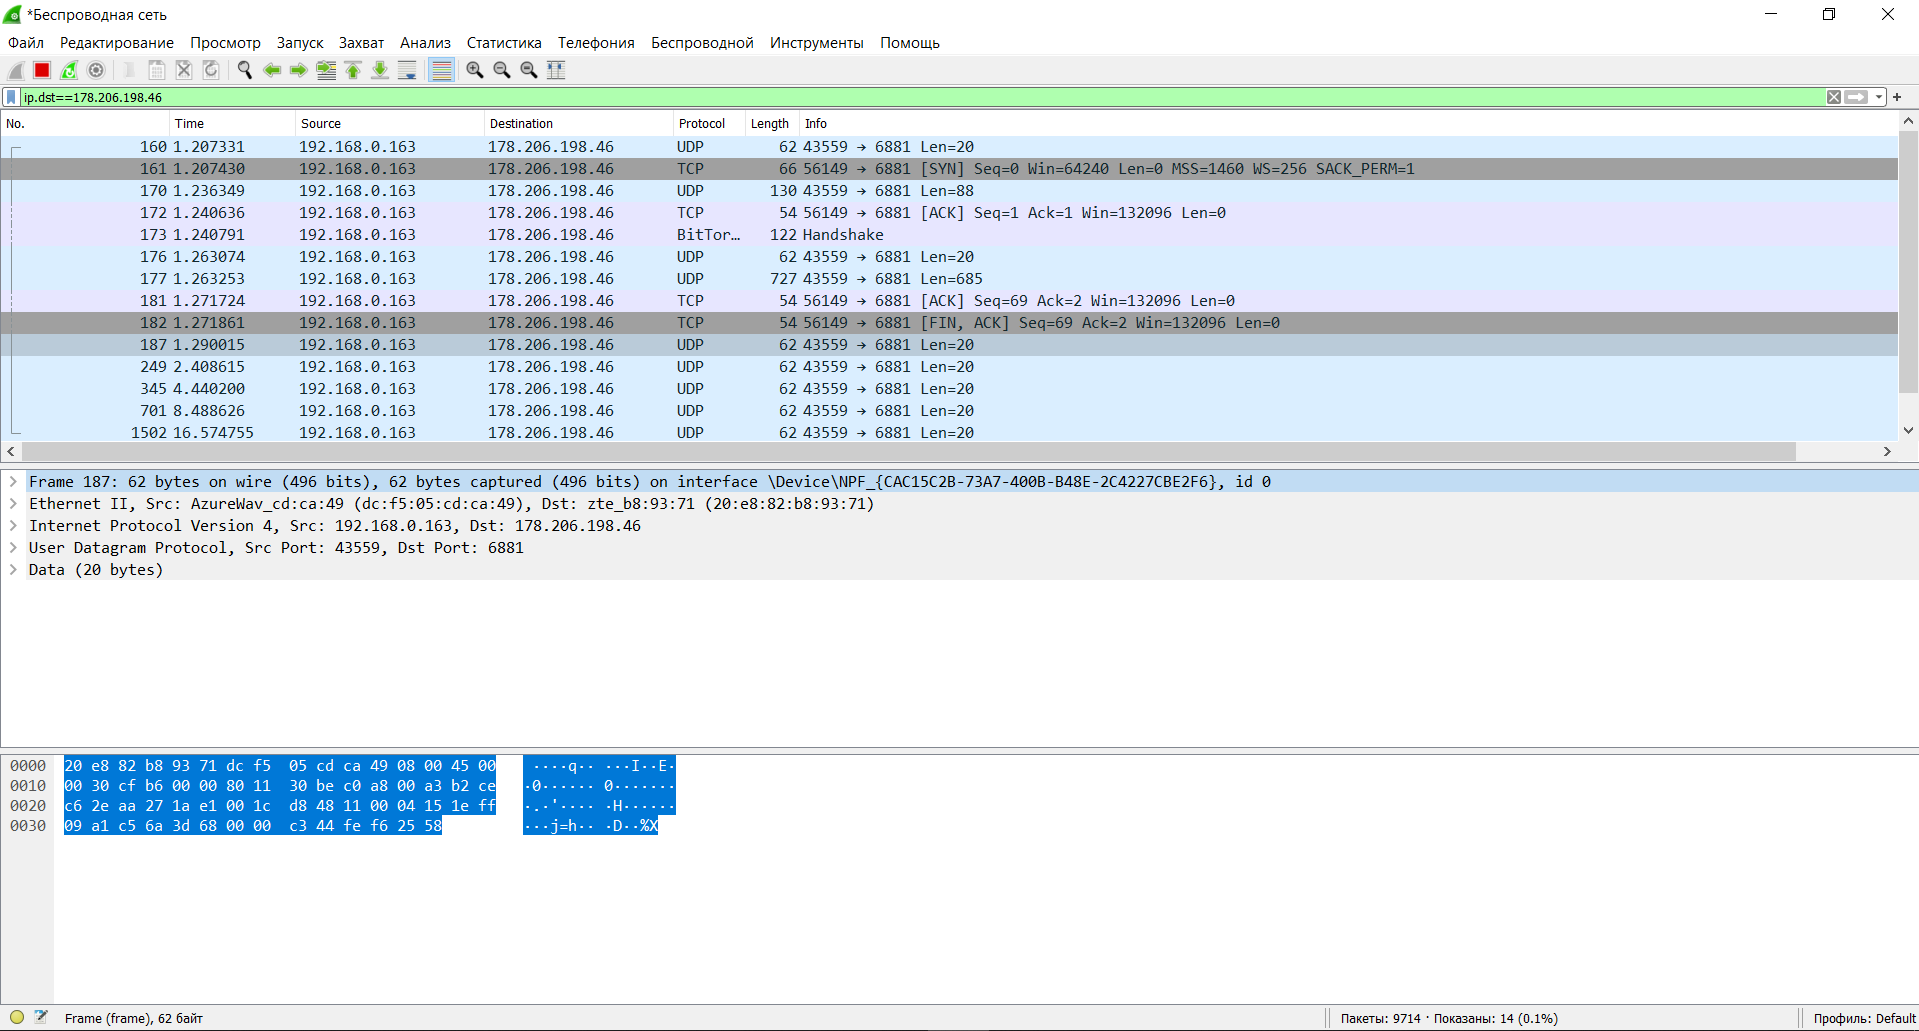 *Беспроводная сеть
Файл Редактирование Просмотр Запуск Захват Анализ Статистика Телефония Беспроводной Инструменты Помощь
ip.dst==178.206.198.46
No. Time Source Destination Protocol Length Info
160 1.207331 192.168.0.163 178.206.198.46 UDP 62 43559 → 6881 Len=20
161 1.207430 192.168.0.163 178.206.198.46 TCP 66 56149 → 6881 [SYN] Seq=0 Win=64240 Len=0 MSS=1460 WS=256 SACK_PERM=1
170 1.236349 192.168.0.163 178.206.198.46 UDP 130 43559 → 6881 Len=88
172 1.240636 192.168.0.163 178.206.198.46 TCP 54 56149 → 6881 [ACK] Seq=1 Ack=1 Win=132096 Len=0
173 1.240791 192.168.0.163 178.206.198.46 BitTor… 122 Handshake
176 1.263074 192.168.0.163 178.206.198.46 UDP 62 43559 → 6881 Len=20
177 1.263253 192.168.0.163 178.206.198.46 UDP 727 43559 → 6881 Len=685
181 1.271724 192.168.0.163 178.206.198.46 TCP 54 56149 → 6881 [ACK] Seq=69 Ack=2 Win=132096 Len=0
182 1.271861 192.168.0.163 178.206.198.46 TCP 54 56149 → 6881 [FIN, ACK] Seq=69 Ack=2 Win=132096 Len=0
187 1.290015 192.168.0.163 178.206.198.46 UDP 62 43559 → 6881 Len=20
249 2.408615 192.168.0.163 178.206.198.46 UDP 62 43559 → 6881 Len=20
345 4.440200 192.168.0.163 178.206.198.46 UDP 62 43559 → 6881 Len=20
701 8.488626 192.168.0.163 178.206.198.46 UDP 62 43559 → 6881 Len=20
1502 16.574755 192.168.0.163 178.206.198.46 UDP 62 43559 → 6881 Len=20
Frame 187: 62 bytes on wire (496 bits), 62 bytes captured (496 bits) on interface \Device\NPF_{CAC15C2B-73A7-400B-B48E-2C4227CBE2F6}, id 0
Ethernet II, Src: AzureWav_cd:ca:49 (dc:f5:05:cd:ca:49), Dst: zte_b8:93:71 (20:e8:82:b8:93:71)
Internet Protocol Version 4, Src: 192.168.0.163, Dst: 178.206.198.46
User Datagram Protocol, Src Port: 43559, Dst Port: 6881
Data (20 bytes)
0000 20 e8 82 b8 93 71 dc f5 05 cd ca 49 08 00 45 00 ····q·· ···I··E·
0010 00 30 cf b6 00 00 80 11 30 be c0 a8 00 a3 b2 ce ·0······ 0·······
0020 c6 2e aa 27 1a e1 00 1c d8 48 11 00 04 15 1e ff ·.·'···· ·H······
0030 09 a1 c5 6a 3d 68 00 00 c3 44 fe f6 25 58 ···j=h·· ·D··%X
Frame (frame), 62 байт Пакеты: 9714 · Показаны: 14 (0.1%) Профиль: Default